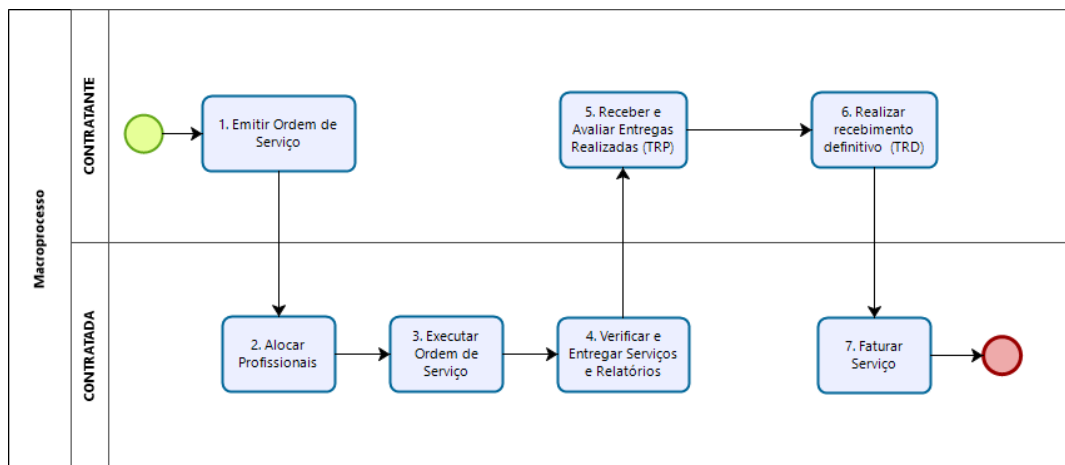 Macroprocesso
CONTRATANTE
1. Emitir Ordem de
Serviço
5. Receber e
Avaliar Entregas
Realizadas (TRP)
6. Realizar
recebimento
definitivo (TRD)
CONTRATADA
2. Alocar
Profissionais
3. Executar
Ordem de
Serviço
4. Verificar e
Entregar Serviços
e Relatórios
7. Faturar
Serviço